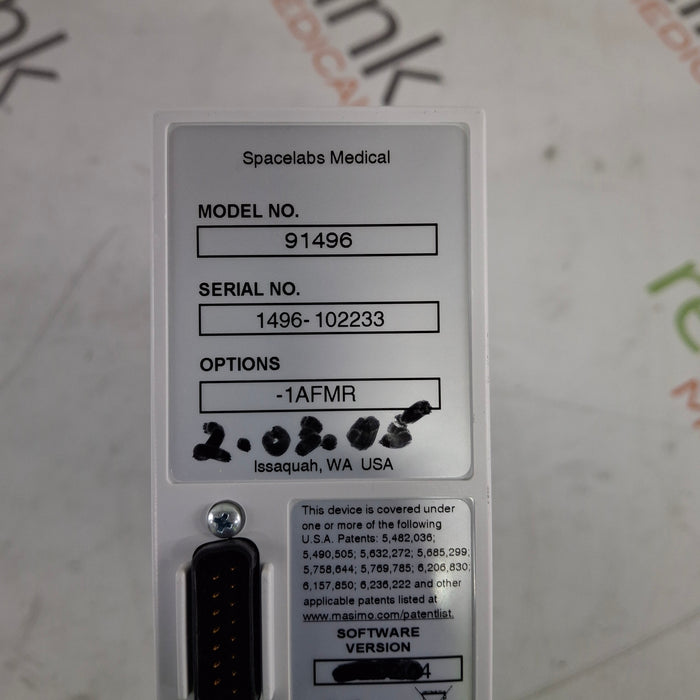 ink
MEDICAL
Spacelabs Medical
MODEL NO.
91496
SERIAL NO.
1496-102233
OPTIONS
-1AFMR
Issaquah, WA USA
This device is covered under
one or more of the following
U.S.A. Patents: 5,482,036;
5,490,505; 5,632,272; 5,685,299;
5,758,644; 5,769,785; 6,206,830;
6,157,850; 6,236,222 and other
applicable patents listed at
www.masimo.com/patentlist.
SOFTWARE
VERSION
4